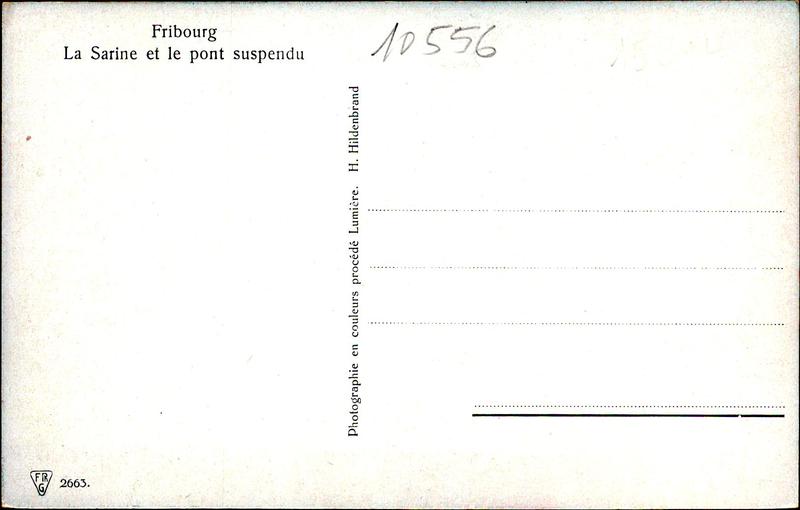 Fribourg
La Sarine et le pont suspendu
10556
Photographie en couleurs procédé Lumière. H. Hildenbrand
2663.